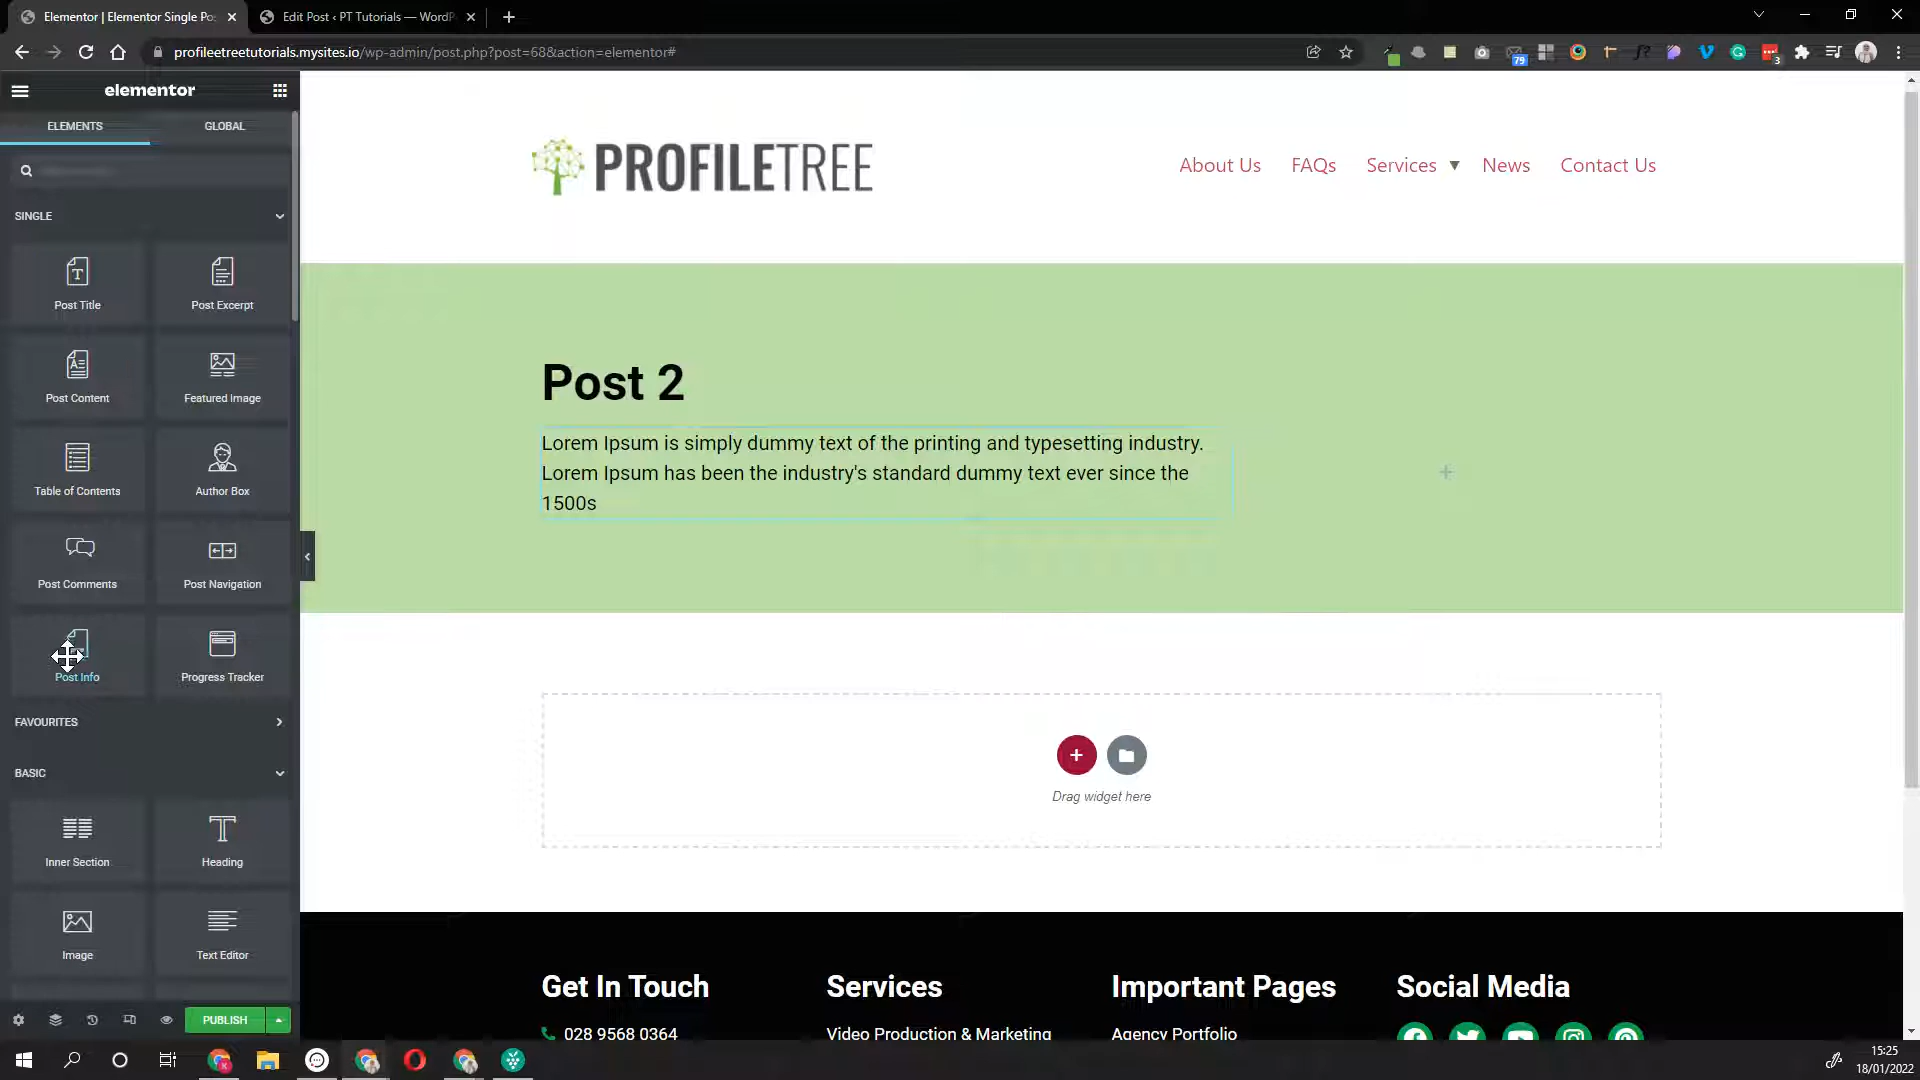 Elementor | Elementor Single Po
Edit Post ‹ PT Tutorials — WordP
profileetreetutorials.mysites.io/wp-admin/post.php?post=68&action=elementor#
79
3
elementor
ELEMENTS
GLOBAL
SINGLE
Post Title
Post Excerpt
Post Content
Featured Image
Table of Contents
Author Box
Post Comments
Post Navigation
Post Info
Progress Tracker
FAVOURITES
BASIC
Inner Section
Heading
Image
Text Editor
PUBLISH
PROFILETREE
About Us
FAQs
Services
News
Contact Us
Post 2
Lorem Ipsum is simply dummy text of the printing and typesetting industry.
Lorem Ipsum has been the industry's standard dummy text ever since the
1500s
Drag widget here
Get In Touch
Services
Important Pages
Social Media
028 9568 0364
Video Production & Marketing
Agency Portfolio
15:25
18/01/2022